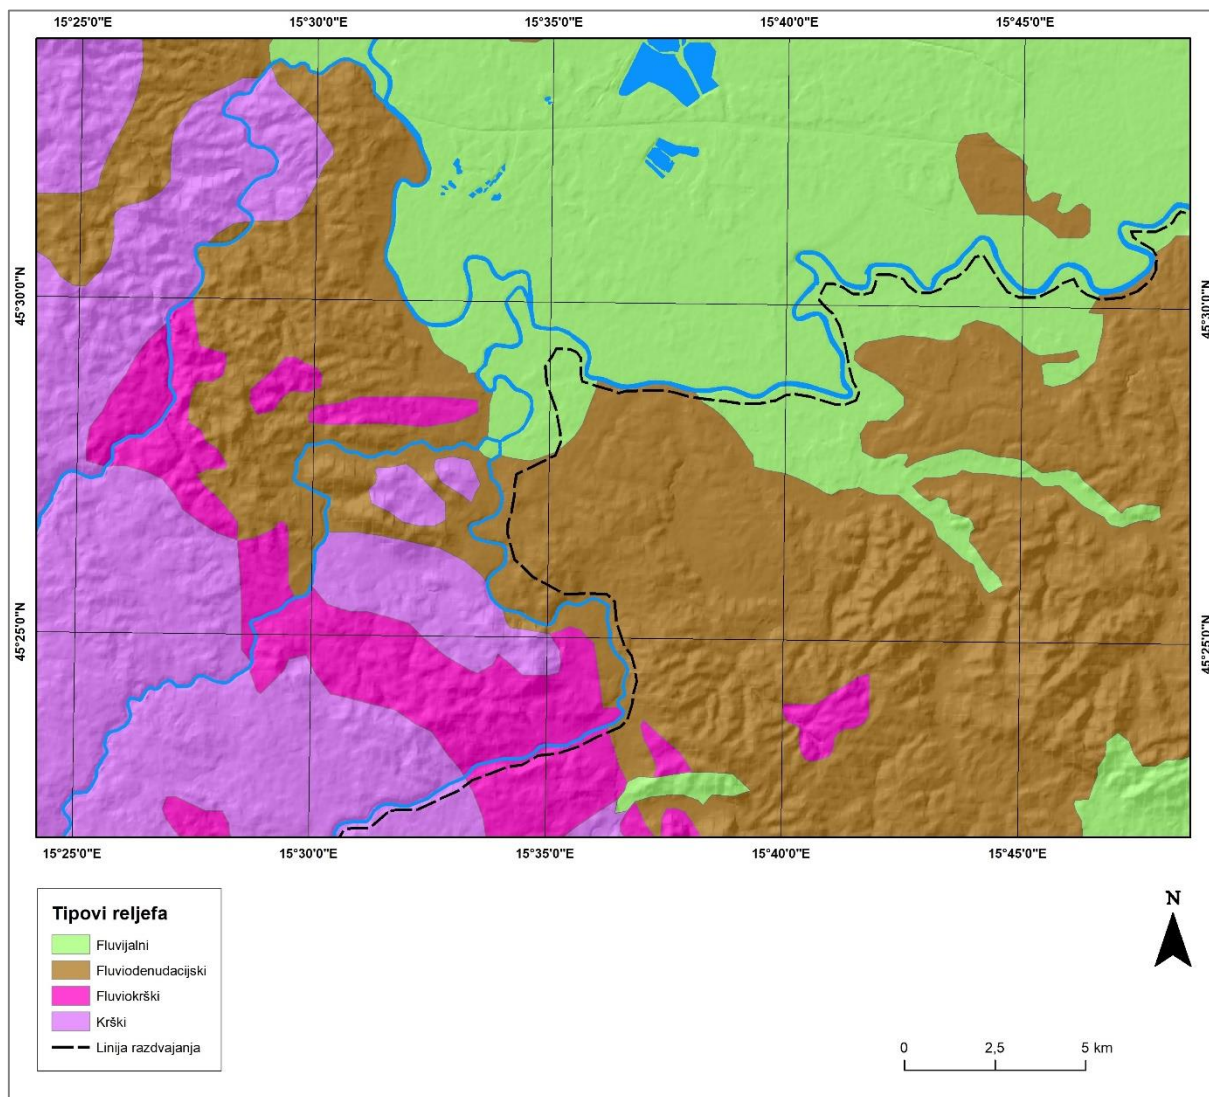 15°25'0"E 15°30'0"E 15°35'0"E 15°40'0"E 15°45'0"E
45°30'0"N 45°30'0"N
45°25'0"N 45°25'0"N
15°25'0"E 15°30'0"E 15°35'0"E 15°40'0"E 15°45'0"E
Tipovi reljefa
Fluvijalni
Fluviodenudacijski
Fluviokrški
Krški
Linija razdvajanja
N
0 2,5 5 km